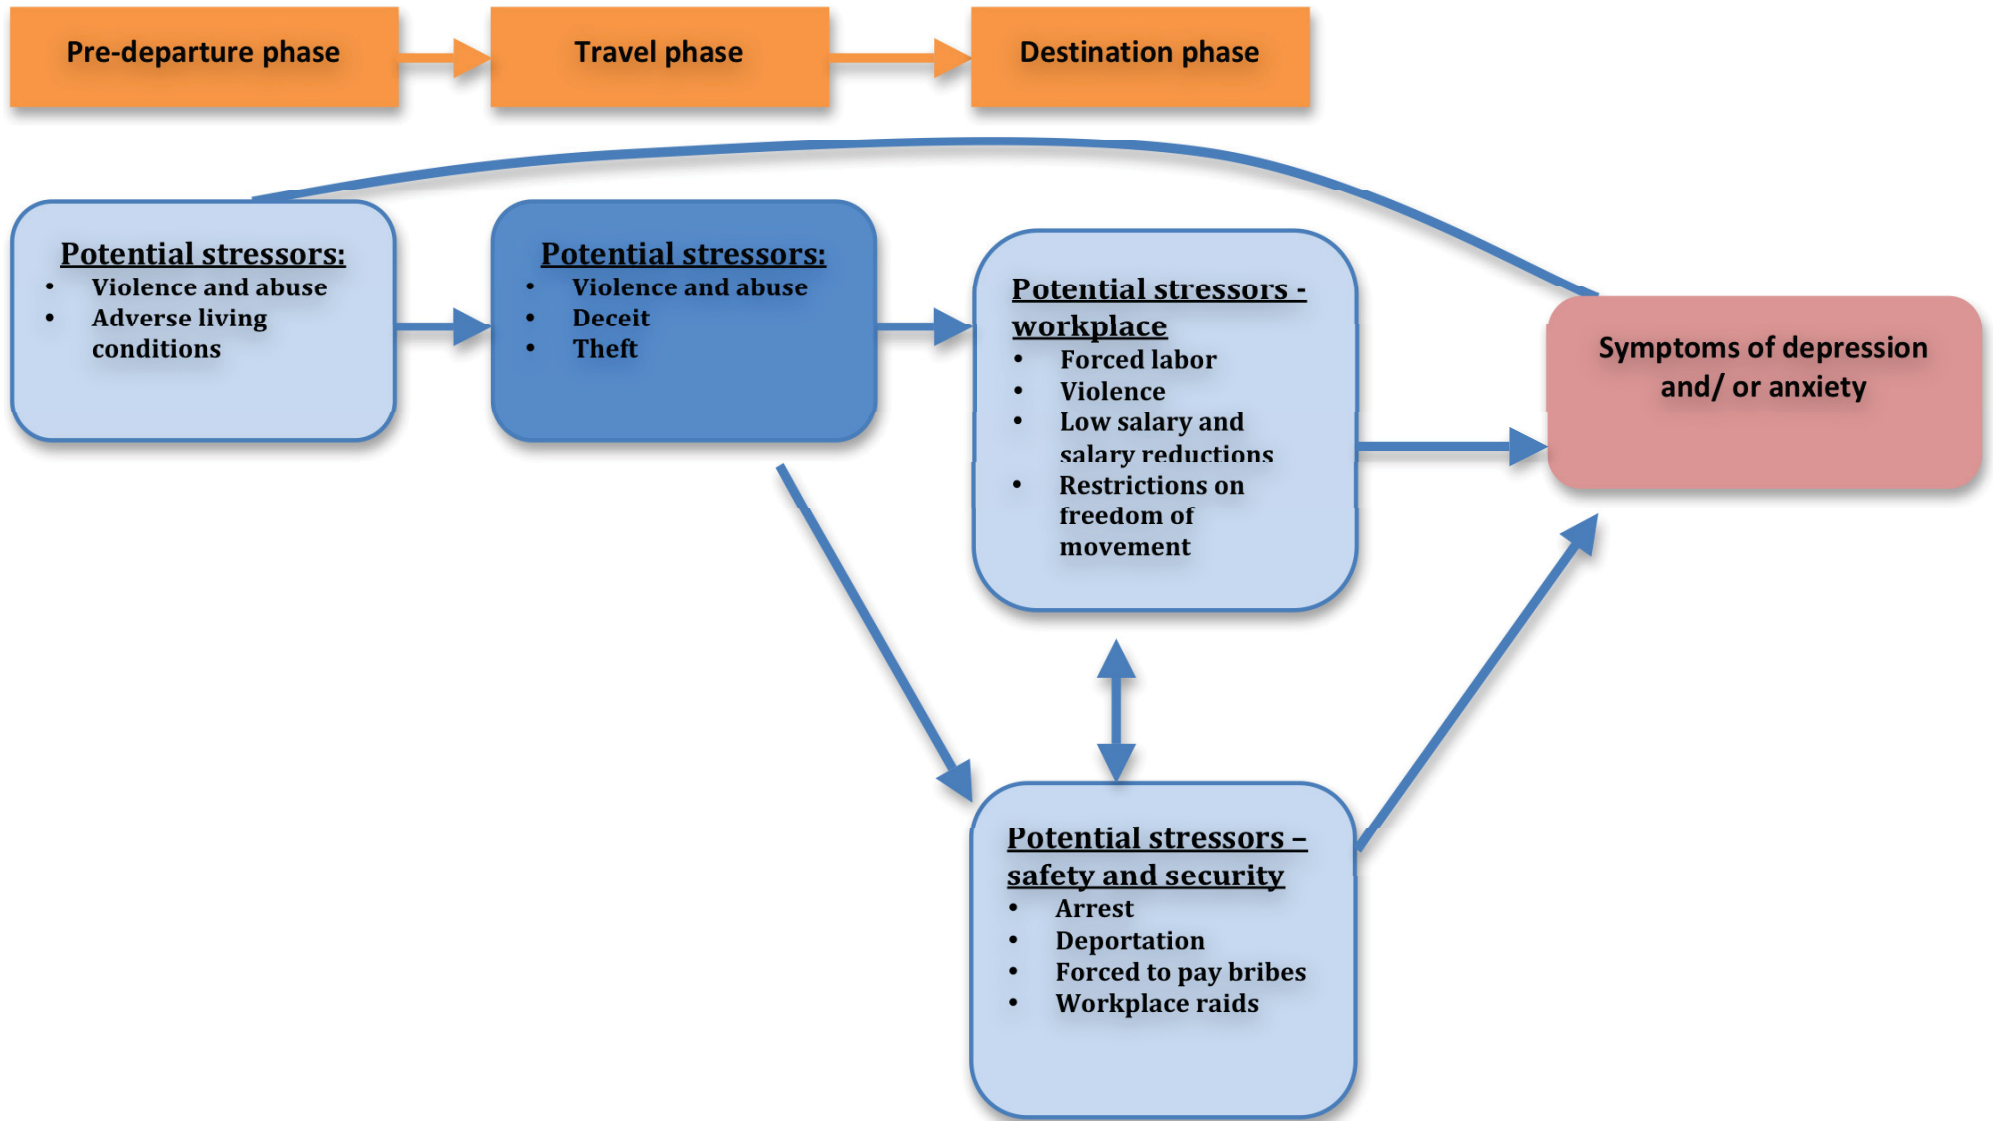 Pre-departure phase
Travel phase
Destination phase
Potential stressors:
• Violence and abuse
• Adverse living
conditions
Potential stressors:
• Violence and abuse
• Deceit
• Theft
Potential stressors -
workplace
• Forced labor
• Violence
• Low salary and
salary reductions
• Restrictions on
freedom of
movement
Symptoms of depression
and/ or anxiety
Potential stressors –
safety and security
• Arrest
• Deportation
• Forced to pay bribes
• Workplace raids